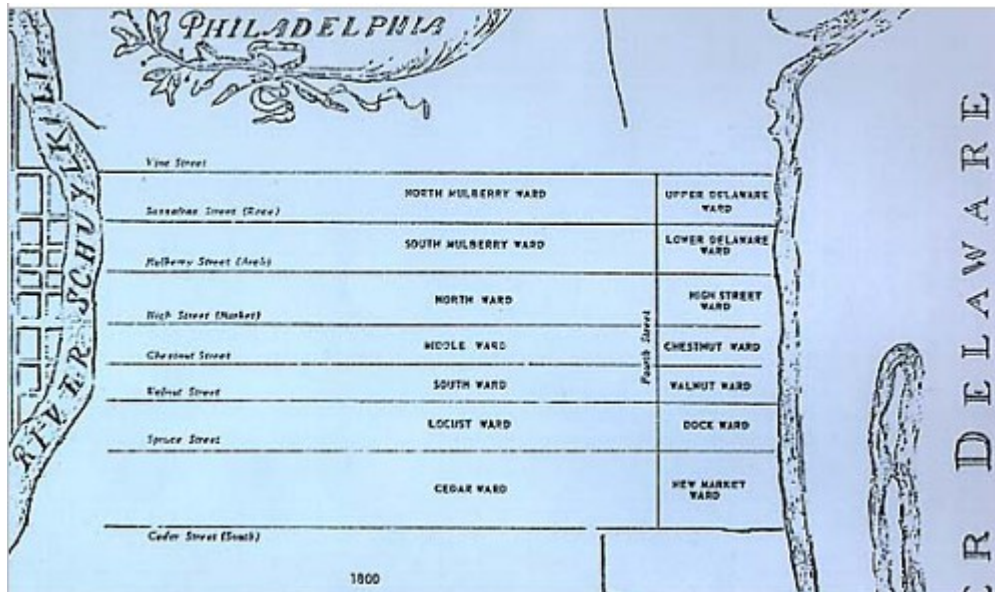 PHILADELPHIA
RIVER SCHUYLKILL
Vine Street
NORTH MULBERRY WARD
UPPER DELAWARE
WARD
Sassafras Street (Race)
SOUTH MULBERRY WARD
LOWER DELAWARE
WARD
Mulberry Street (Arch)
NORTH WARD
HIGH STREET
WARD
High Street (Market)
MIDDLE WARD
Fourth Street
CHESTNUT WARD
Chestnut Street
SOUTH WARD
WALNUT WARD
Walnut Street
LOCUST WARD
DOCK WARD
Spruce Street
CEDAR WARD
NEW MARKET
WARD
Cedar Street (South)
1800
ER DELAWARE